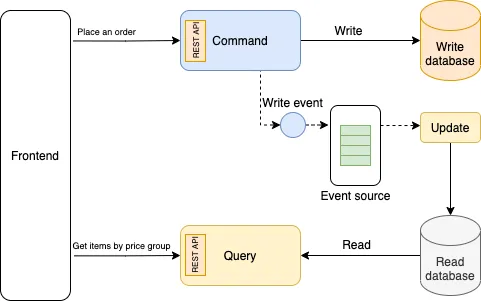 Place an order
REST API
Command
Write
Write
database
Write event
Frontend
Event source
Update
Get items by price group
REST API
Query
Read
Read
database